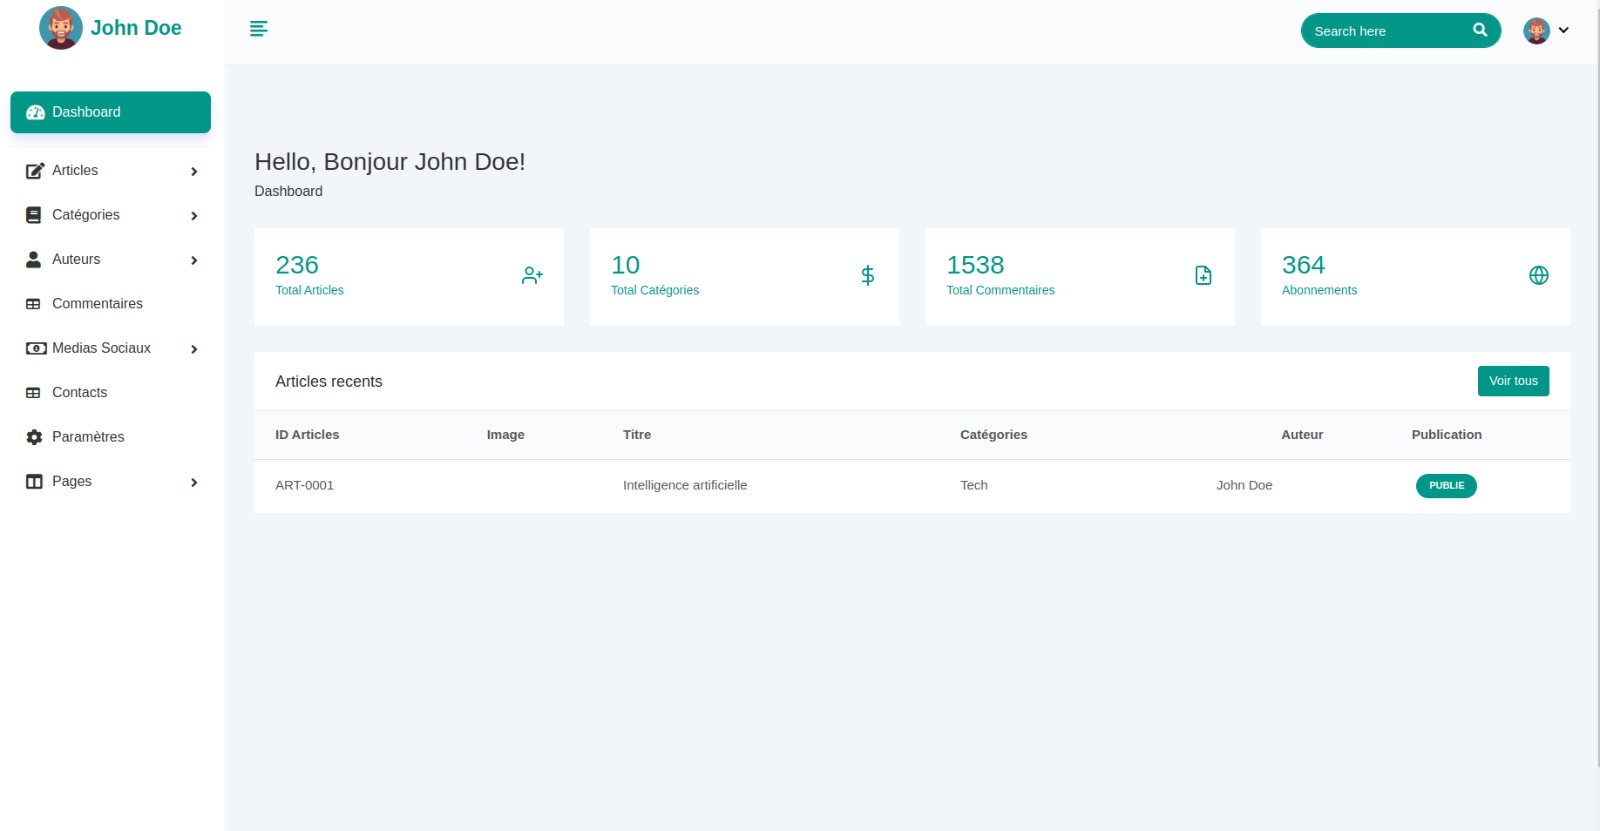 John Doe
Search here
Dashboard
Articles
Catégories
Auteurs
Commentaires
Medias Sociaux
Contacts
Paramètres
Pages
Hello, Bonjour John Doe!
Dashboard
236
Total Articles
10
Total Catégories
1538
Total Commentaires
364
Abonnements
Articles recents
Voir tous
ID Articles Image Titre Catégories Auteur Publication
ART-0001 Intelligence artificielle Tech John Doe PUBLIE